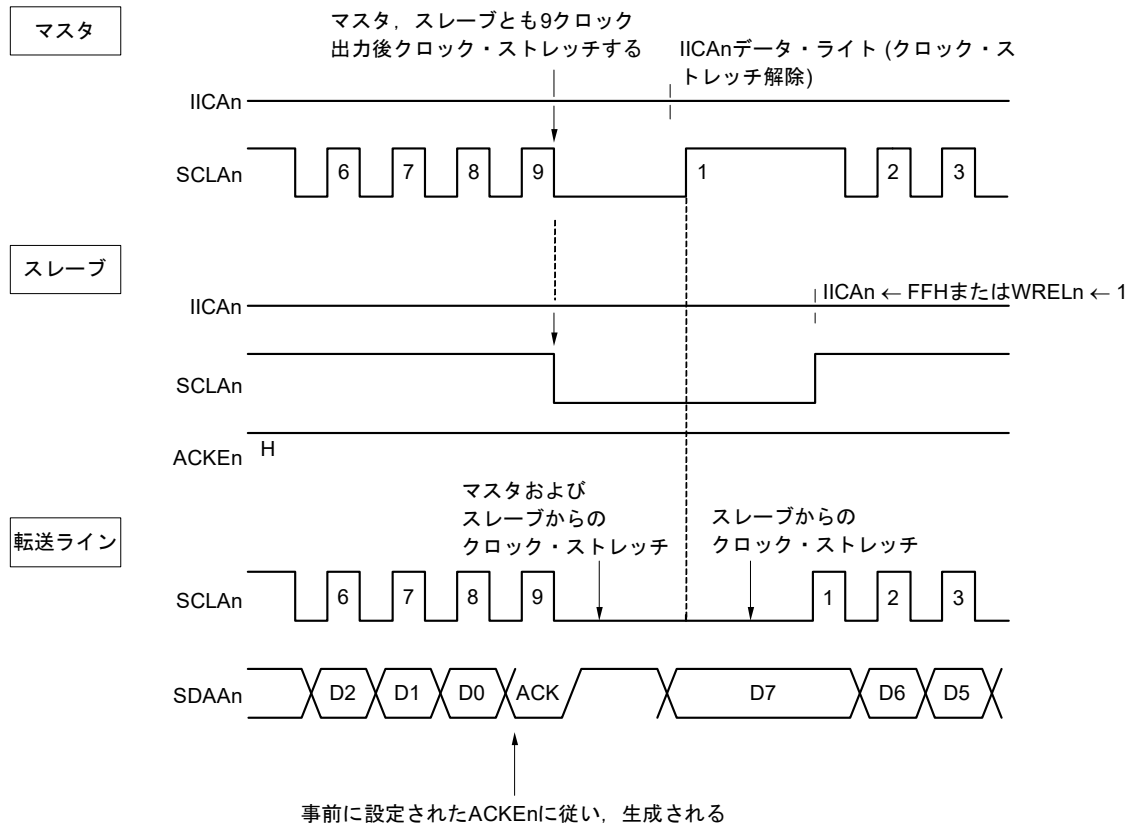 マスタ
マスタ，スレーブとも9クロック
出力後クロック・ストレッチする
IICAnデータ・ライト (クロック・ス
トレッチ解除)
IICAn
SCLAn
6 7 8 9 1 2 3
スレーブ
IICAn
IICAn ← FFHまたはWRELn ← 1
SCLAn
ACKEn H
転送ライン
マスタおよび
スレーブからの
クロック・ストレッチ
スレーブからの
クロック・ストレッチ
SCLAn
6 7 8 9 1 2 3
SDAAn
D2 D1 D0 ACK D7 D6 D5
事前に設定されたACKEnに従い，生成される